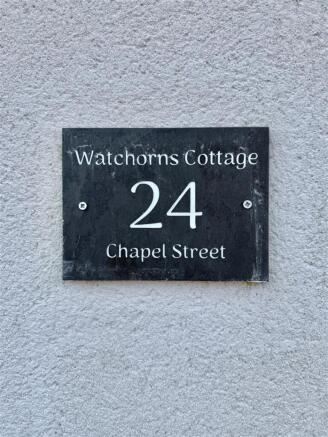 Watchorns Cottage
24
Chapel Street